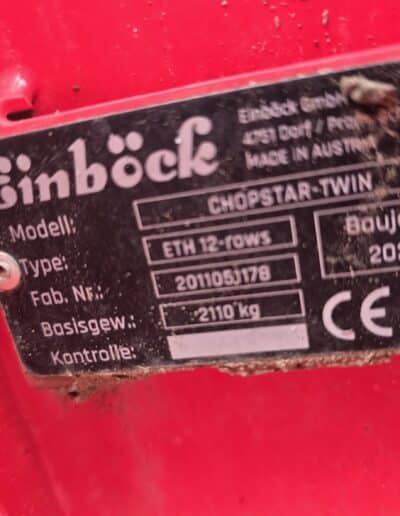 Einböck
Einböck GmbH
4751 Dorf /
MADE IN AUSTRIA
Modell: CHOPSTAR-TWIN
Type: ETH 12-rows
Fab. Nr.: 201105J178
Basisgew.: 2110 kg
Kontrolle:
CE